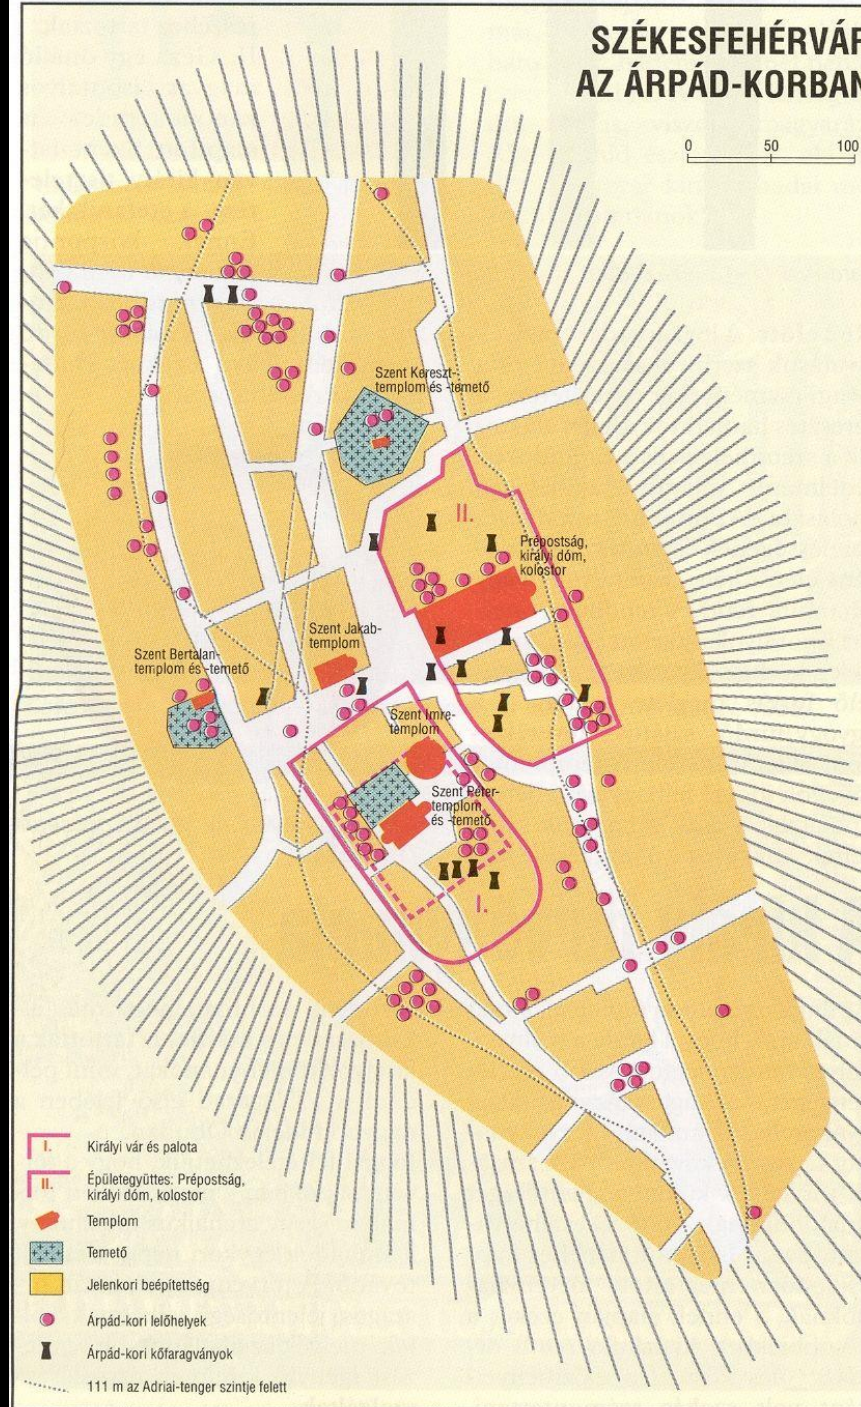 SZÉKESFEHÉRVÁR
AZ ÁRPÁD-KORBAN
0 50 100
Szent Kereszt-
templom és -temető
II.
Prépostság,
királyi dóm,
kolostor
Szent Jakab-
templom
Szent Bertalan-
templom és -temető
Szent Imre-
templom
Szent Péter-
templom
és -temető
I.
I. Királyi vár és palota
II. Épületegyüttes: Prépostság,
királyi dóm, kolostor
Templom
Temető
Jelenkori beépítettség
Árpád-kori lelőhelyek
Árpád-kori kőfaragványok
111 m az Adriai-tenger szintje felett